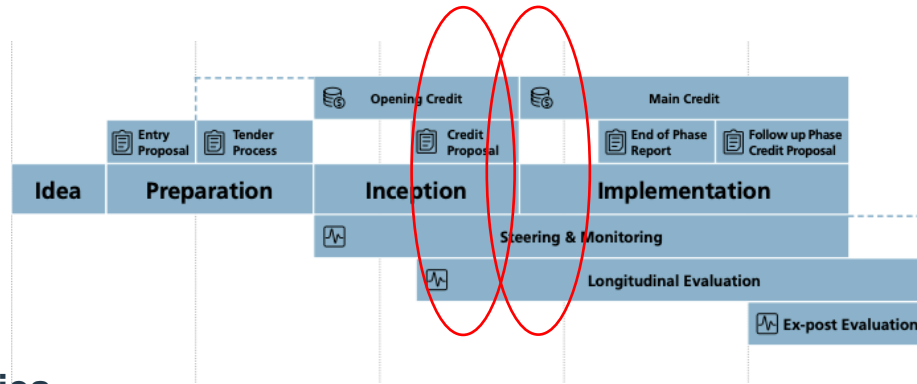 Opening Credit
Main Credit
Entry
Proposal
Tender
Process
Credit
Proposal
End of Phase
Report
Follow up Phase
Credit Proposal
Idea
Preparation
Inception
Implementation
Steering & Monitoring
Longitudinal Evaluation
Ex-post Evaluation